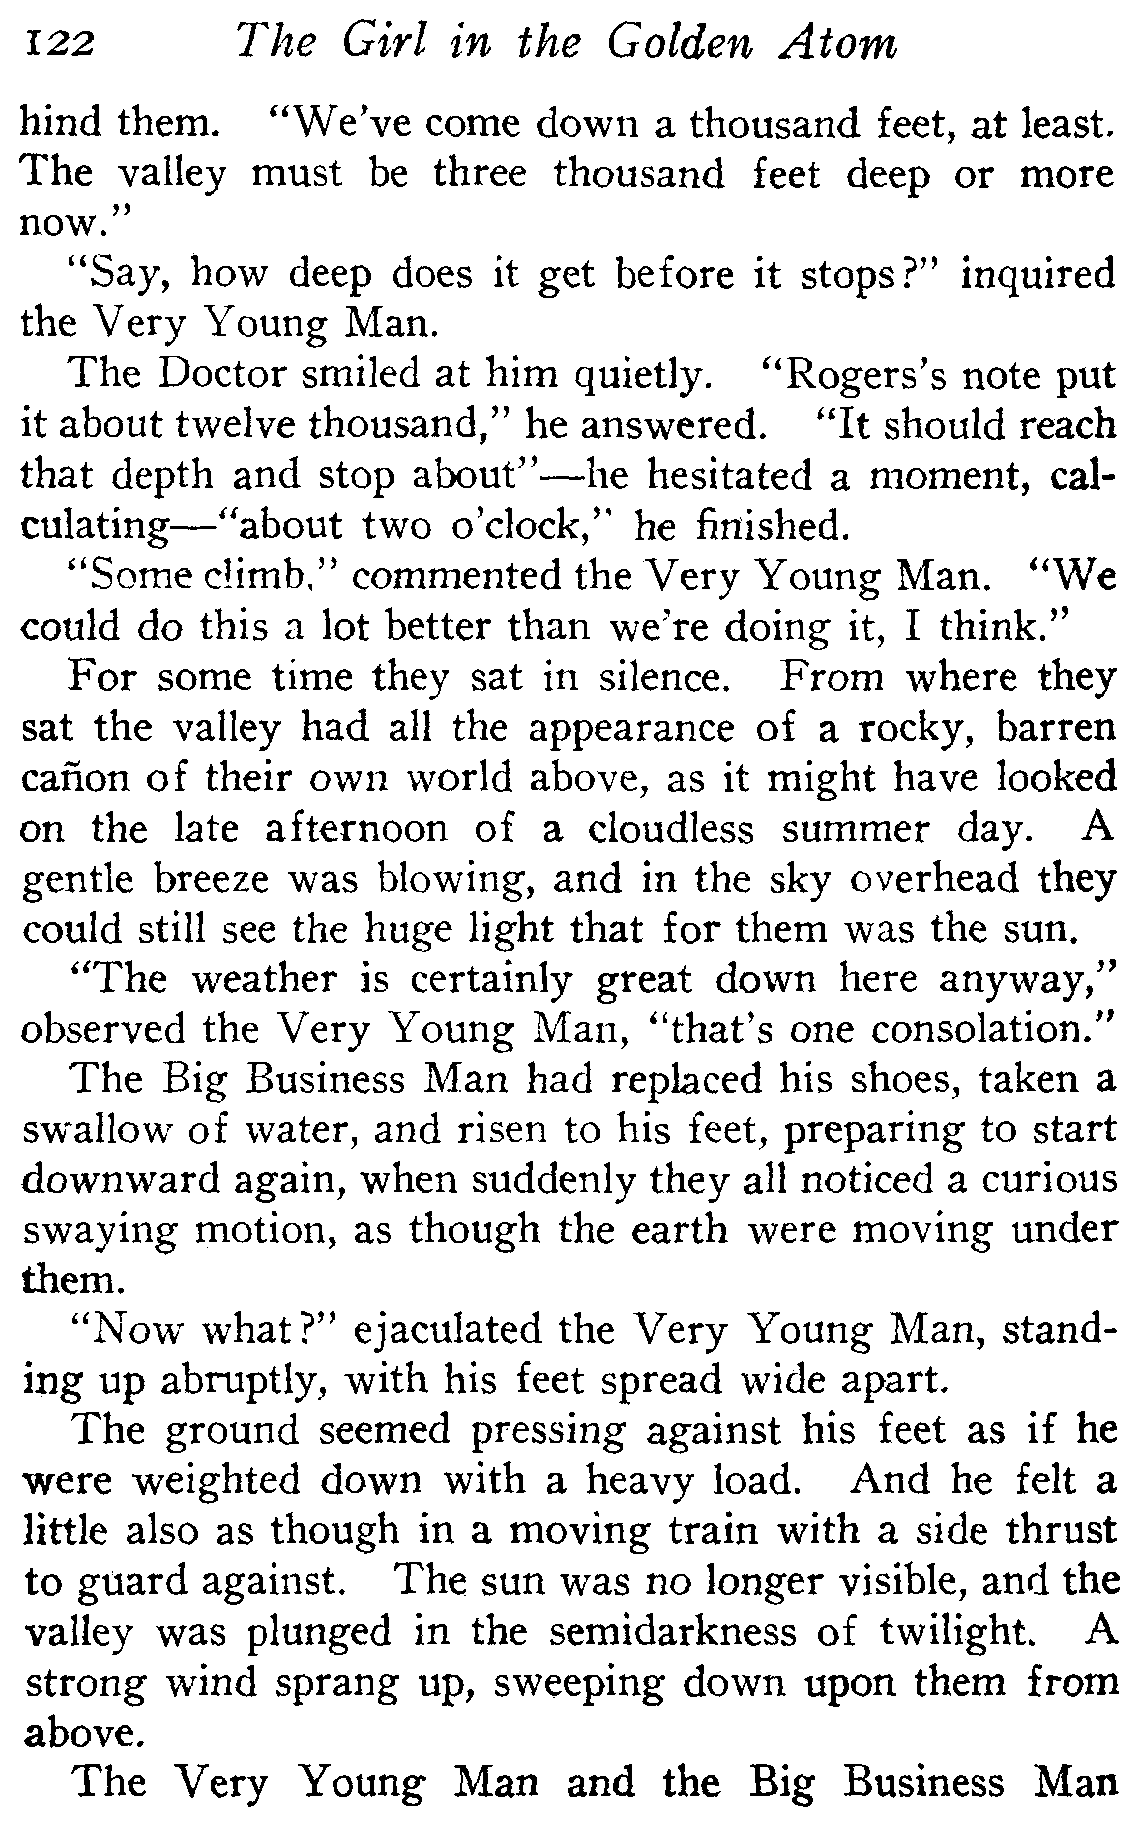 122 The Girl in the Golden Atom
hind them. "We've come down a thousand feet, at least.
The valley must be three thousand feet deep or more
now."
"Say, how deep does it get before it stops?" inquired
the Very Young Man.
The Doctor smiled at him quietly. "Rogers's note put
it about twelve thousand," he answered. "It should reach
that depth and stop about"—he hesitated a moment, cal-
culating—"about two o'clock," he finished.
"Some climb," commented the Very Young Man. "We
could do this a lot better than we're doing it, I think."
For some time they sat in silence. From where they
sat the valley had all the appearance of a rocky, barren
cañon of their own world above, as it might have looked
on the late afternoon of a cloudless summer day. A
gentle breeze was blowing, and in the sky overhead they
could still see the huge light that for them was the sun.
"The weather is certainly great down here anyway,"
observed the Very Young Man, "that's one consolation."
The Big Business Man had replaced his shoes, taken a
swallow of water, and risen to his feet, preparing to start
downward again, when suddenly they all noticed a curious
swaying motion, as though the earth were moving under
them.
"Now what?" ejaculated the Very Young Man, stand-
ing up abruptly, with his feet spread wide apart.
The ground seemed pressing against his feet as if he
were weighted down with a heavy load. And he felt a
little also as though in a moving train with a side thrust
to guard against. The sun was no longer visible, and the
valley was plunged in the semidarkness of twilight. A
strong wind sprang up, sweeping down upon them from
above.
The Very Young Man and the Big Business Man